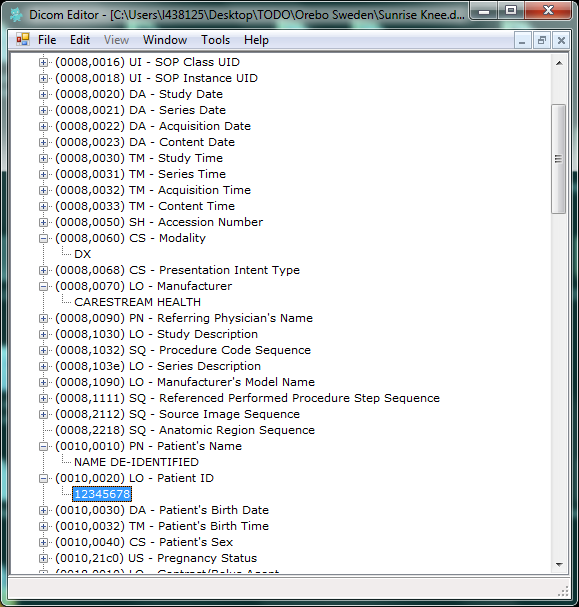 Dicom Editor - [C:\Users\l438125\Desktop\TODO\Orebo Sweden\Sunrise Knee.d...
File Edit View Window Tools Help
(0008,0016) UI - SOP Class UID
(0008,0018) UI - SOP Instance UID
(0008,0020) DA - Study Date
(0008,0021) DA - Series Date
(0008,0022) DA - Acquisition Date
(0008,0023) DA - Content Date
(0008,0030) TM - Study Time
(0008,0031) TM - Series Time
(0008,0032) TM - Acquisition Time
(0008,0033) TM - Content Time
(0008,0050) SH - Accession Number
(0008,0060) CS - Modality
DX
(0008,0068) CS - Presentation Intent Type
(0008,0070) LO - Manufacturer
CARESTREAM HEALTH
(0008,0090) PN - Referring Physician's Name
(0008,1030) LO - Study Description
(0008,1032) SQ - Procedure Code Sequence
(0008,103e) LO - Series Description
(0008,1090) LO - Manufacturer's Model Name
(0008,1111) SQ - Referenced Performed Procedure Step Sequence
(0008,2112) SQ - Source Image Sequence
(0008,2218) SQ - Anatomic Region Sequence
(0010,0010) PN - Patient's Name
NAME DE-IDENTIFIED
(0010,0020) LO - Patient ID
12345678
(0010,0030) DA - Patient's Birth Date
(0010,0032) TM - Patient's Birth Time
(0010,0040) CS - Patient's Sex
(0010,21c0) US - Pregnancy Status
(0018,0010) LO - Contrast/Bolus Agent